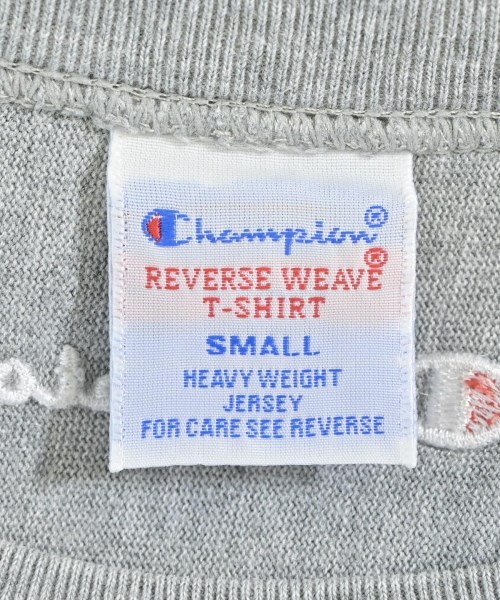 Champion®
REVERSE WEAVE®
T-SHIRT
SMALL
HEAVY WEIGHT
JERSEY
FOR CARE SEE REVERSE